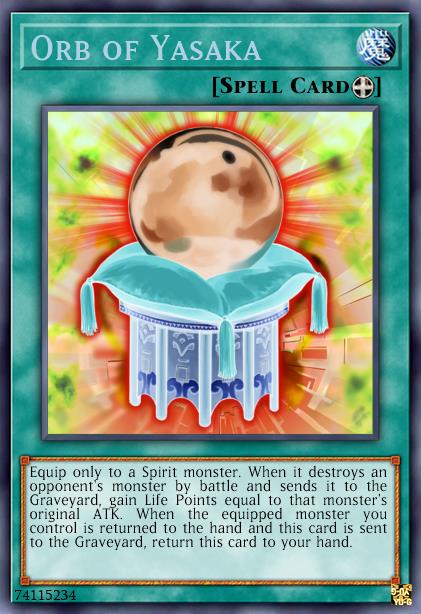 Orb of Yasaka
魔
[Spell Card]
Equip only to a Spirit monster. When it destroys an
opponent's monster by battle and sends it to the
Graveyard, gain Life Points equal to that monster's
original ATK. When the equipped monster you
control is returned to the hand and this card is sent
to the Graveyard, return this card to your hand.
74115234